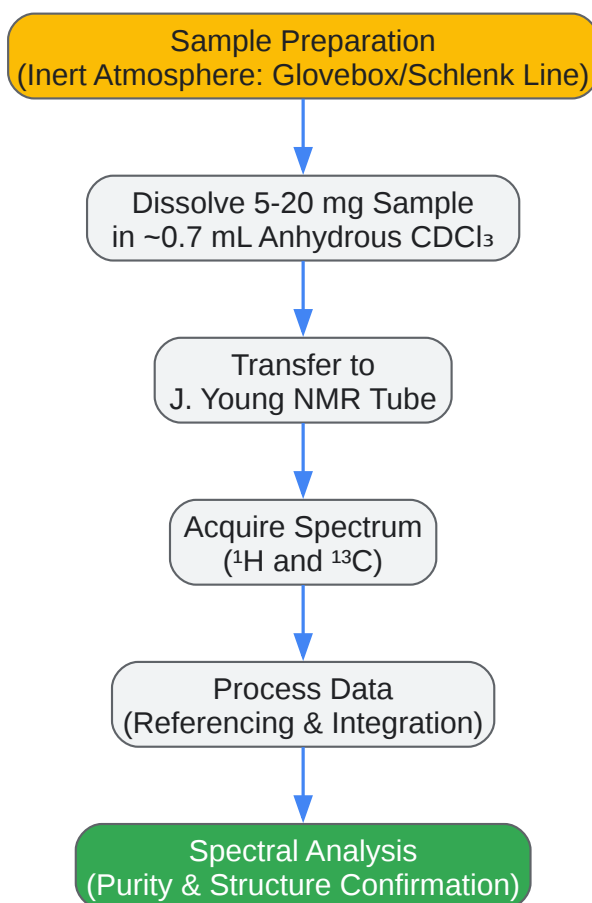 Sample Preparation
(Inert Atmosphere: Glovebox/Schlenk Line)
Dissolve 5-20 mg Sample
in ~0.7 mL Anhydrous CDCl₃
Transfer to
J. Young NMR Tube
Acquire Spectrum
(¹H and ¹³C)
Process Data
(Referencing & Integration)
Spectral Analysis
(Purity & Structure Confirmation)